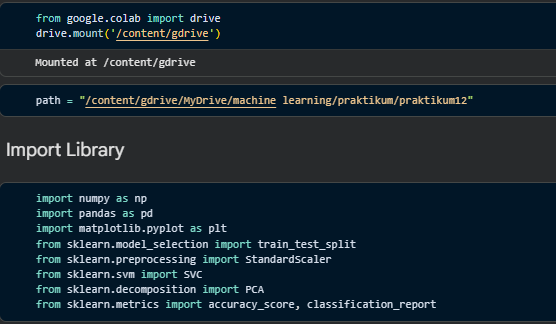 from google.colab import drive
drive.mount('/content/gdrive')
Mounted at /content/gdrive
path = "/content/gdrive/MyDrive/machine learning/praktikum/praktikum12"
Import Library
import numpy as np
import pandas as pd
import matplotlib.pyplot as plt
from sklearn.model_selection import train_test_split
from sklearn.preprocessing import StandardScaler
from sklearn.svm import SVC
from sklearn.decomposition import PCA
from sklearn.metrics import accuracy_score, classification_report